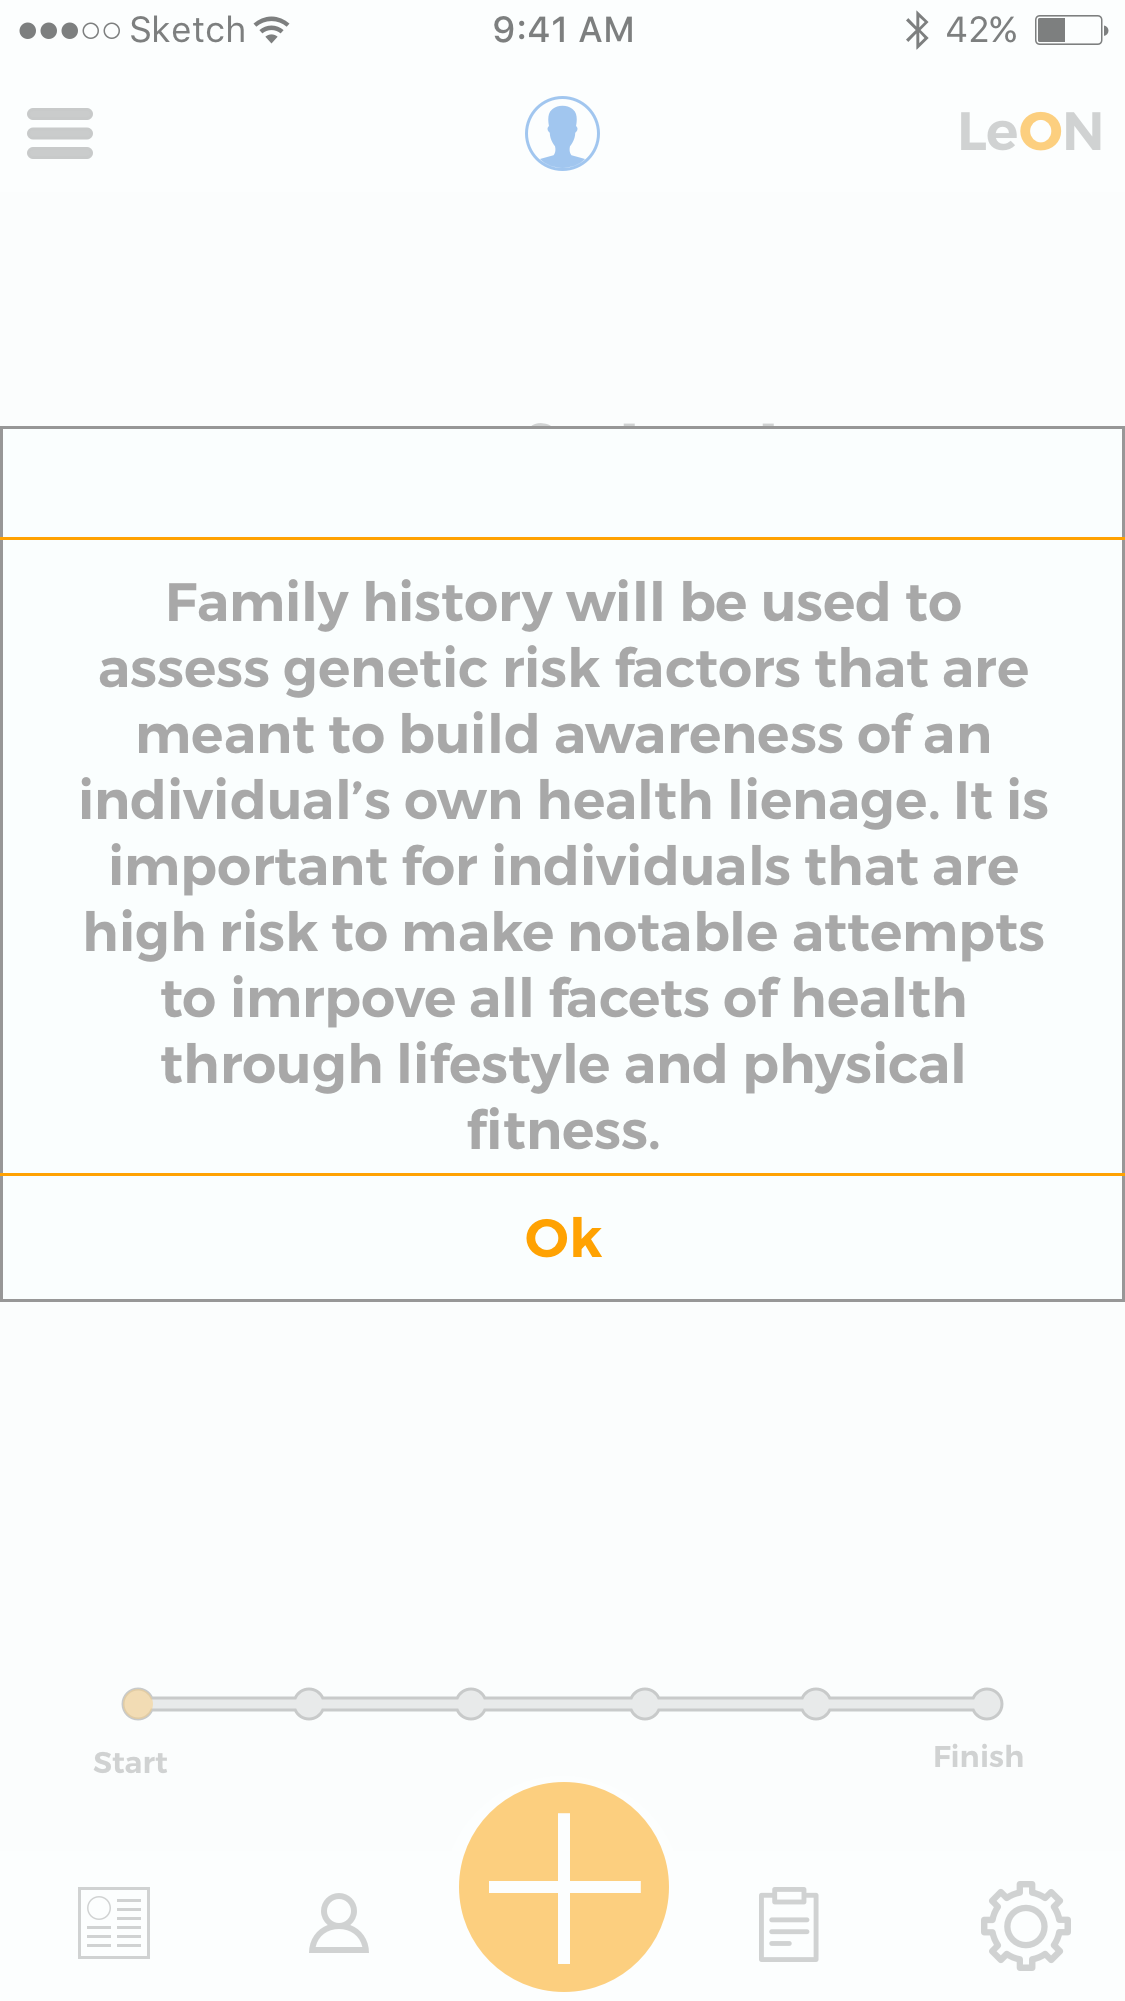 Sketch 9:41 AM 42%
LeON
Family history will be used to
assess genetic risk factors that are
meant to build awareness of an
individual’s own health lienage. It is
important for individuals that are
high risk to make notable attempts
to imrpove all facets of health
through lifestyle and physical
fitness.
Ok
Start Finish